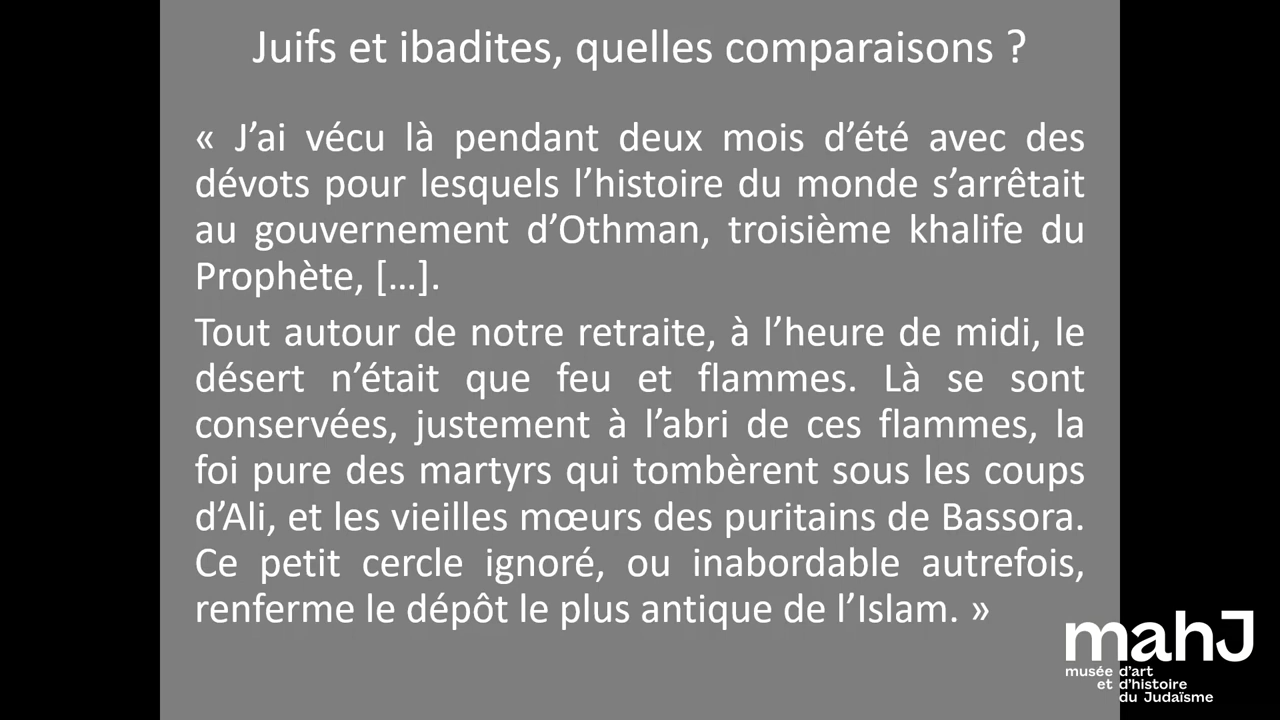 Juifs et ibadites, quelles comparaisons ?
« J’ai vécu là pendant deux mois d’été avec des
dévots pour lesquels l’histoire du monde s’arrêtait
au gouvernement d’Othman, troisième khalife du
Prophète, […].
Tout autour de notre retraite, à l’heure de midi, le
désert n’était que feu et flammes. Là se sont
conservées, justement à l’abri de ces flammes, la
foi pure des martyrs qui tombèrent sous les coups
d’Ali, et les vieilles mœurs des puritains de Bassora.
Ce petit cercle ignoré, ou inabordable autrefois,
renferme le dépôt le plus antique de l’Islam. »
mahJ
musée d’art
et d’histoire
du Judaïsme